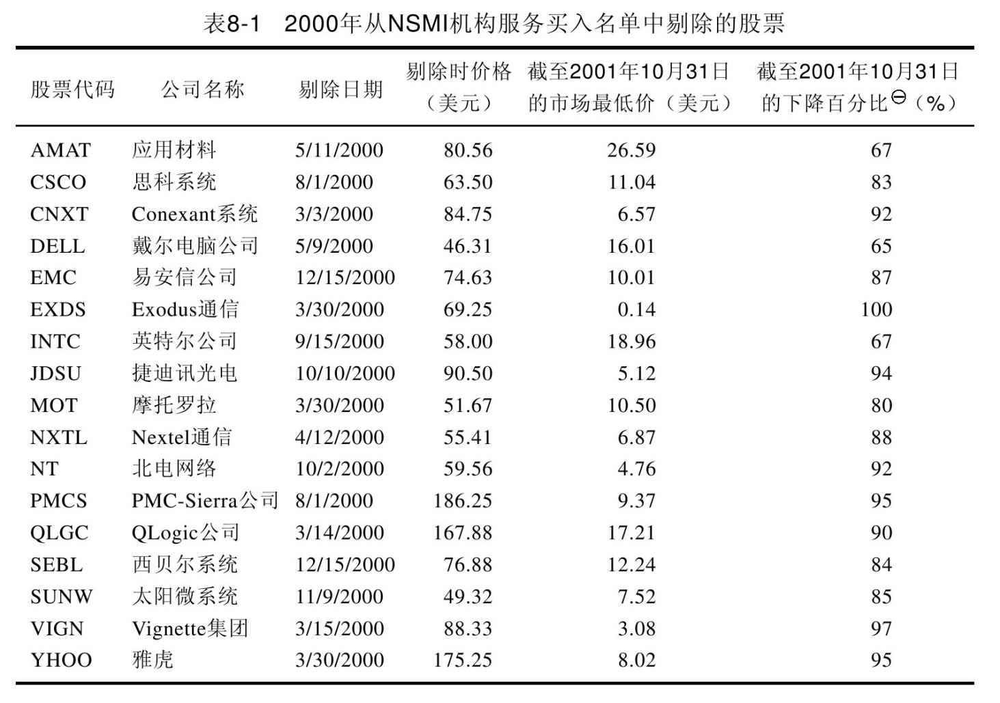 表8-1 2000年从NSMI机构服务买入名单中剔除的股票
股票代码 公司名称 剔除日期 剔除时价格（美元） 截至2001年10月31日的市场最低价（美元） 截至2001年10月31日的下降百分比㊀（%）
AMAT 应用材料 5/11/2000 80.56 26.59 67
CSCO 思科系统 8/1/2000 63.50 11.04 83
CNXT Conexant系统 3/3/2000 84.75 6.57 92
DELL 戴尔电脑公司 5/9/2000 46.31 16.01 65
EMC 易安信公司 12/15/2000 74.63 10.01 87
EXDS Exodus通信 3/30/2000 69.25 0.14 100
INTC 英特尔公司 9/15/2000 58.00 18.96 67
JDSU 捷迪讯光电 10/10/2000 90.50 5.12 94
MOT 摩托罗拉 3/30/2000 51.67 10.50 80
NXTL Nextel通信 4/12/2000 55.41 6.87 88
NT 北电网络 10/2/2000 59.56 4.76 92
PMCS PMC-Sierra公司 8/1/2000 186.25 9.37 95
QLGC QLogic公司 3/14/2000 167.88 17.21 90
SEBL 西贝尔系统 12/15/2000 76.88 12.24 84
SUNW 太阳微系统 11/9/2000 49.32 7.52 85
VIGN Vignette集团 3/15/2000 88.33 3.08 97
YHOO 雅虎 3/30/2000 175.25 8.02 95